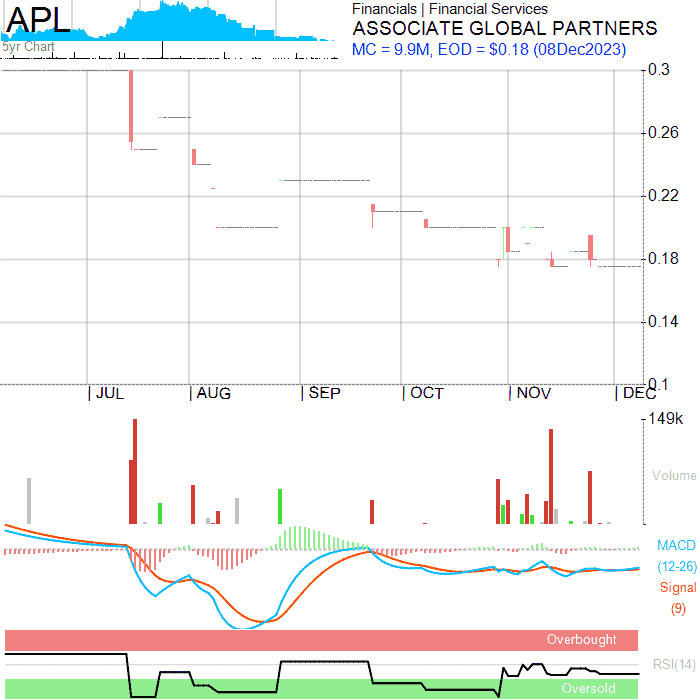 APL
Financials | Financial Services
ASSOCIATE GLOBAL PARTNERS
MC = 9.9M, EOD = $0.18 (08Dec2023)
5yr Chart
0.3
0.26
0.22
0.18
0.14
0.1
JUL AUG SEP OCT NOV DEC
149k
Volume
MACD
(12-26)
Signal
(9)
Overbought
RSI(14)
Oversold